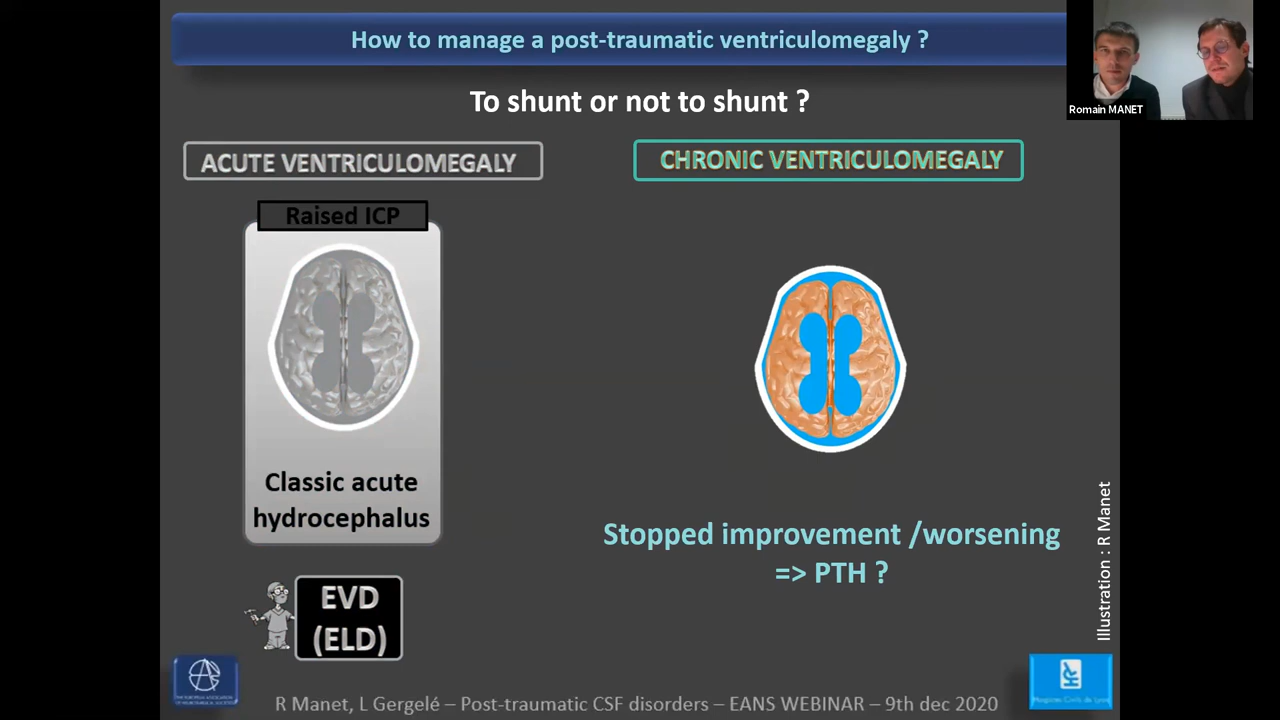 How to manage a post-traumatic ventriculomegaly ?
To shunt or not to shunt ?
Romain MANET
ACUTE VENTRICULOMEGALY
CHRONIC VENTRICULOMEGALY
Raised ICP
Classic acute
hydrocephalus
Stopped improvement /worsening
=> PTH ?
EVD
(ELD)
Illustration : R Manet
R Manet, L Gergelé – Post-traumatic CSF disorders – EANS WEBINAR – 9th dec 2020